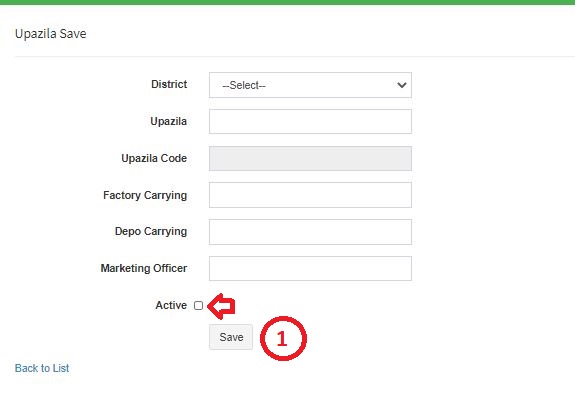 Upazila Save
District --Select--
Upazila
Upazila Code
Factory Carrying
Depo Carrying
Marketing Officer
Active
Save 1
Back to List